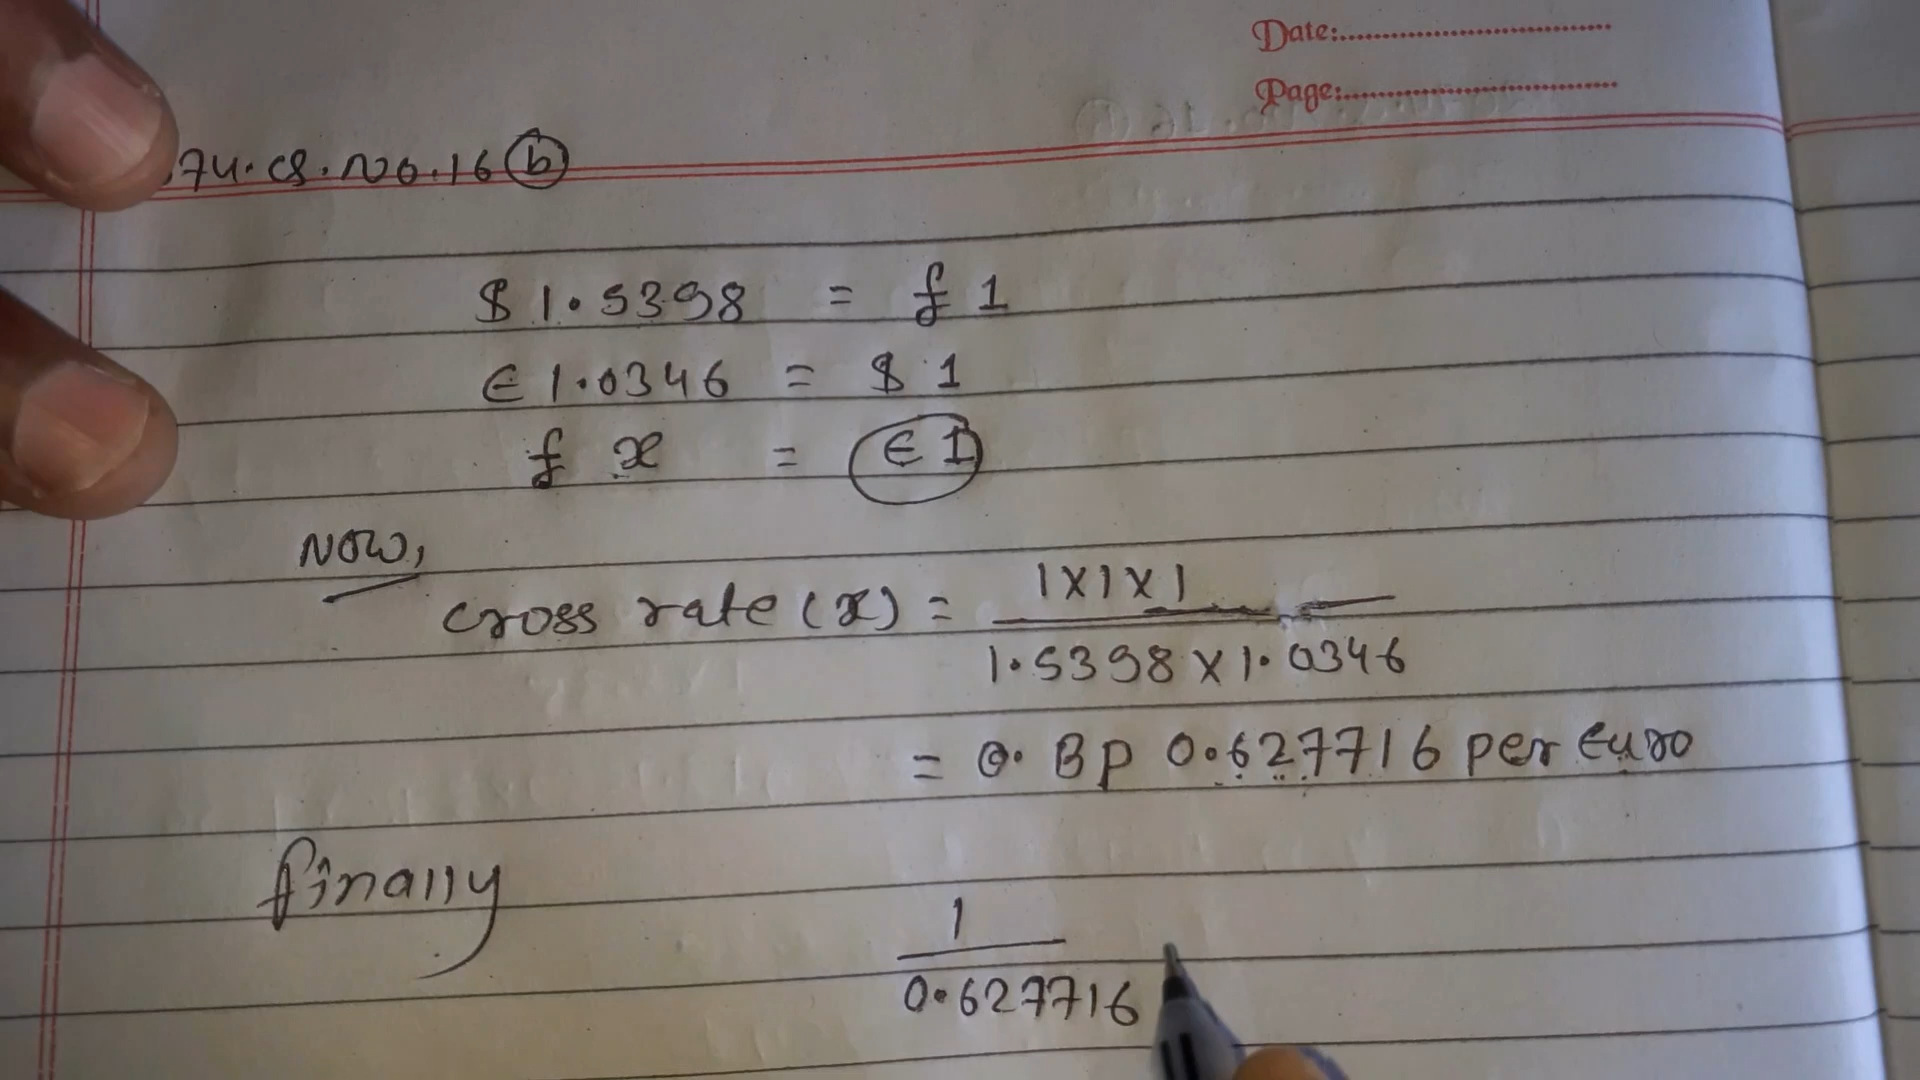 Date:
Page:
74.Q.No.16 (b)
$ 1.5398 = £ 1
€ 1.0346 = $ 1
£ x = € 1
Now,
cross rate (x) = 1x1x1
1.5398 x 1.0346
= 0. BP 0.627716 per Euro
finally
1
0.627716